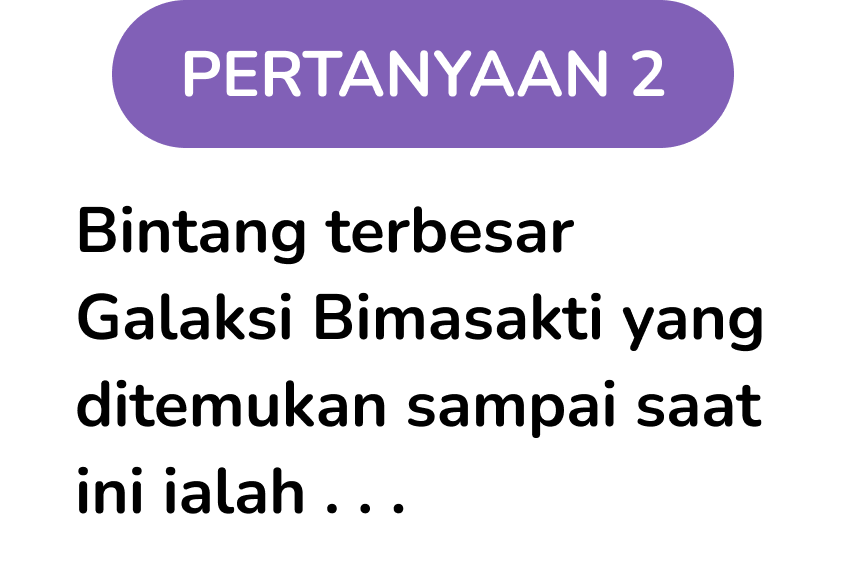 PERTANYAAN 2
Bintang terbesar
Galaksi Bimasakti yang
ditemukan sampai saat
ini ialah . . .